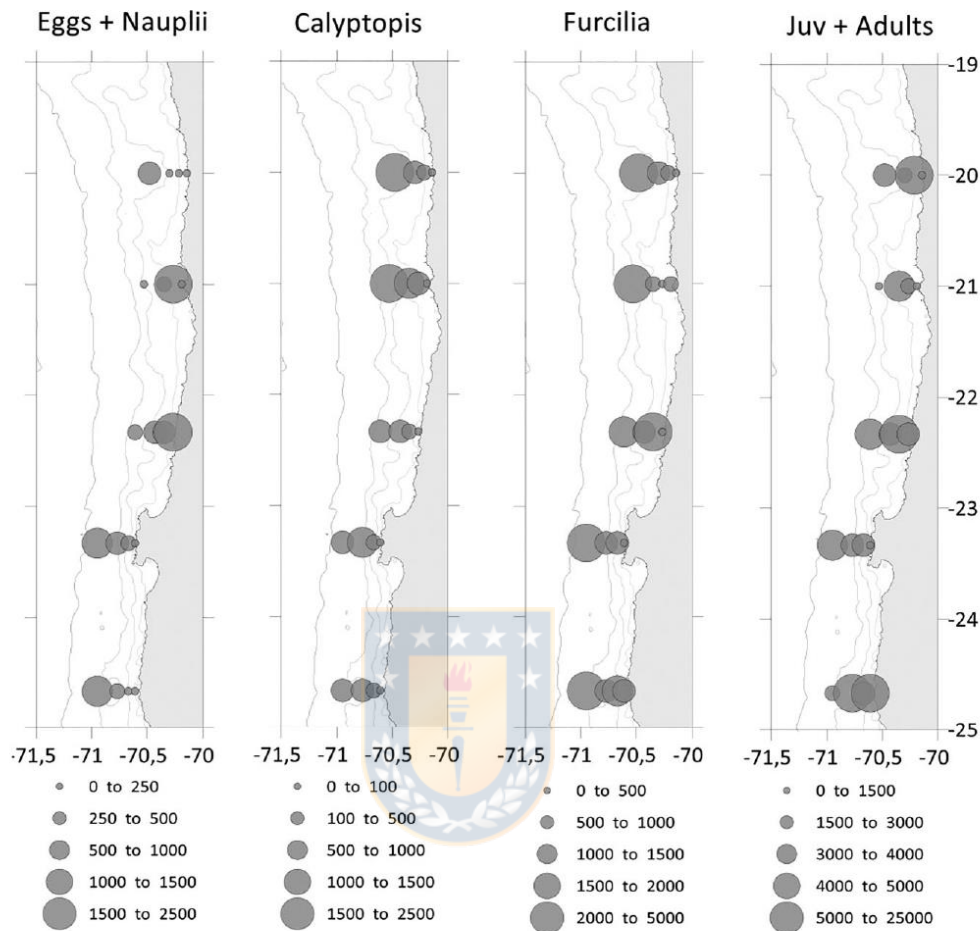 Eggs + Nauplii Calyptopis Furcilia Juv + Adults
-19
-20
-21
-22
-23
-24
-25
-71,5 -71 -70,5 -70 -71,5 -71 -70,5 -70 -71,5 -71 -70,5 -70 -71,5 -71 -70,5 -70
0 to 250 0 to 100 0 to 500 0 to 1500
250 to 500 100 to 500 500 to 1000 1500 to 3000
500 to 1000 500 to 1000 1000 to 1500 3000 to 4000
1000 to 1500 1000 to 1500 1500 to 2000 4000 to 5000
1500 to 2500 1500 to 2500 2000 to 5000 5000 to 25000